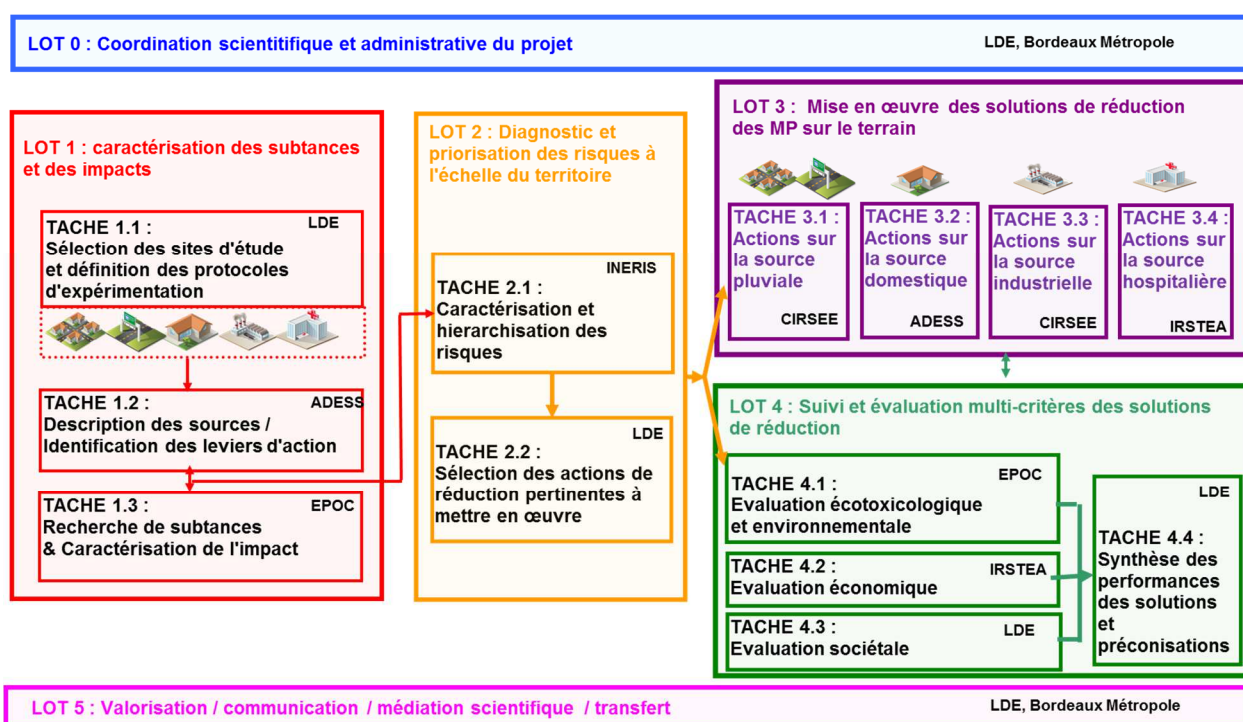 LOT 0 : Coordination scientitifique et administrative du projet
LDE, Bordeaux Métropole
LOT 1 : caractérisation des subtances
et des impacts
TACHE 1.1 :
LDE
Sélection des sites d'étude
et définition des protocoles
d'expérimentation
TACHE 1.2 :
ADESS
Description des sources /
Identification des leviers d'action
TACHE 1.3 :
EPOC
Recherche de subtances
& Caractérisation de l'impact
LOT 2 : Diagnostic et
priorisation des risques à
l'échelle du territoire
INERIS
TACHE 2.1 :
Caractérisation et
hierarchisation des
risques
LDE
TACHE 2.2 :
Sélection des actions de
réduction pertinentes à
mettre en œuvre
LOT 3 : Mise en œuvre des solutions de réduction
des MP sur le terrain
TACHE 3.1 :
Actions sur
la source
pluviale
CIRSEE
TACHE 3.2 :
Actions sur
la source
domestique
ADESS
TACHE 3.3 :
Actions sur
la source
industrielle
CIRSEE
TACHE 3.4 :
Actions sur
la source
hospitalière
IRSTEA
LOT 4 : Suivi et évaluation multi-critères des solutions
de réduction
EPOC
TACHE 4.1 :
Evaluation écotoxicologique
et environnementale
TACHE 4.2 :
IRSTEA
Evaluation économique
TACHE 4.3 :
LDE
Evaluation sociétale
LDE
TACHE 4.4 :
Synthèse des
performances
des solutions
et
préconisations
LOT 5 : Valorisation / communication / médiation scientifique / transfert
LDE, Bordeaux Métropole